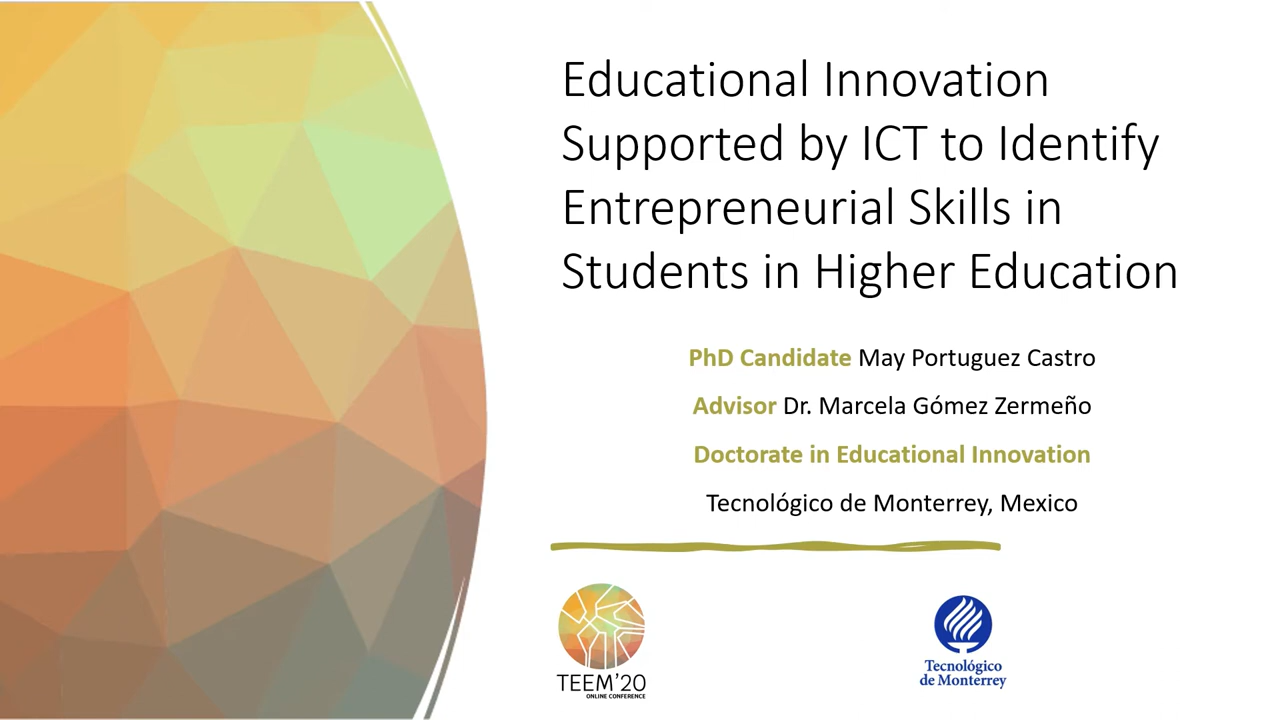 Educational Innovation
Supported by ICT to Identify
Entrepreneurial Skills in
Students in Higher Education
PhD Candidate May Portuguez Castro
Advisor Dr. Marcela Gómez Zermeño
Doctorate in Educational Innovation
Tecnológico de Monterrey, Mexico
TEEM'20
ONLINE CONFERENCE
Tecnológico
de Monterrey